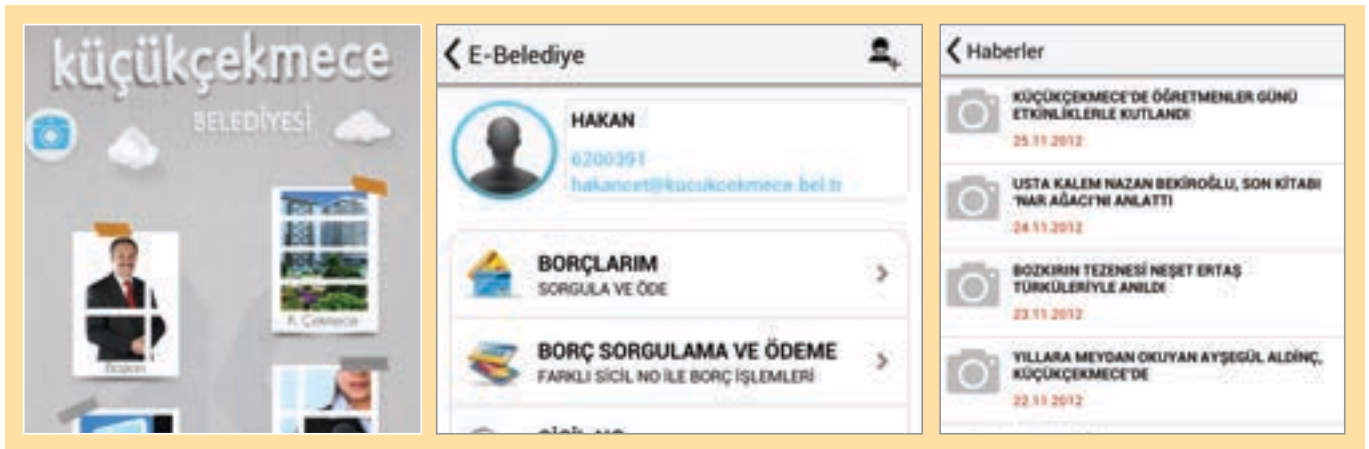 küçükçekmece
BELEDİYESİ
Başkan
K. Çekmece
E-Belediye
HAKAN
6200391
hakancet@kucukcekmece.bel.tr
BORÇLARIM
SORGULA VE ÖDE
BORÇ SORGULAMA VE ÖDEME
FARKLI SİCİL NO İLE BORÇ İŞLEMLERİ
SİCİL NO
Haberler
KÜÇÜKÇEKMECE'DE ÖĞRETMENLER GÜNÜ
ETKİNLİKLERLE KUTLANDI
25.11.2012
USTA KALEM NAZAN BEKİROĞLU, SON KİTABI
'NAR AĞACI'NI ANLATTI
24.11.2012
BOZKIRIN TEZENESİ NEŞET ERTAŞ
TÜRKÜLERİYLE ANILDI
23.11.2012
YILLARA MEYDAN OKUYAN AYŞEGÜL ALDİNÇ,
KÜÇÜKÇEKMECE'DE
22.11.2012